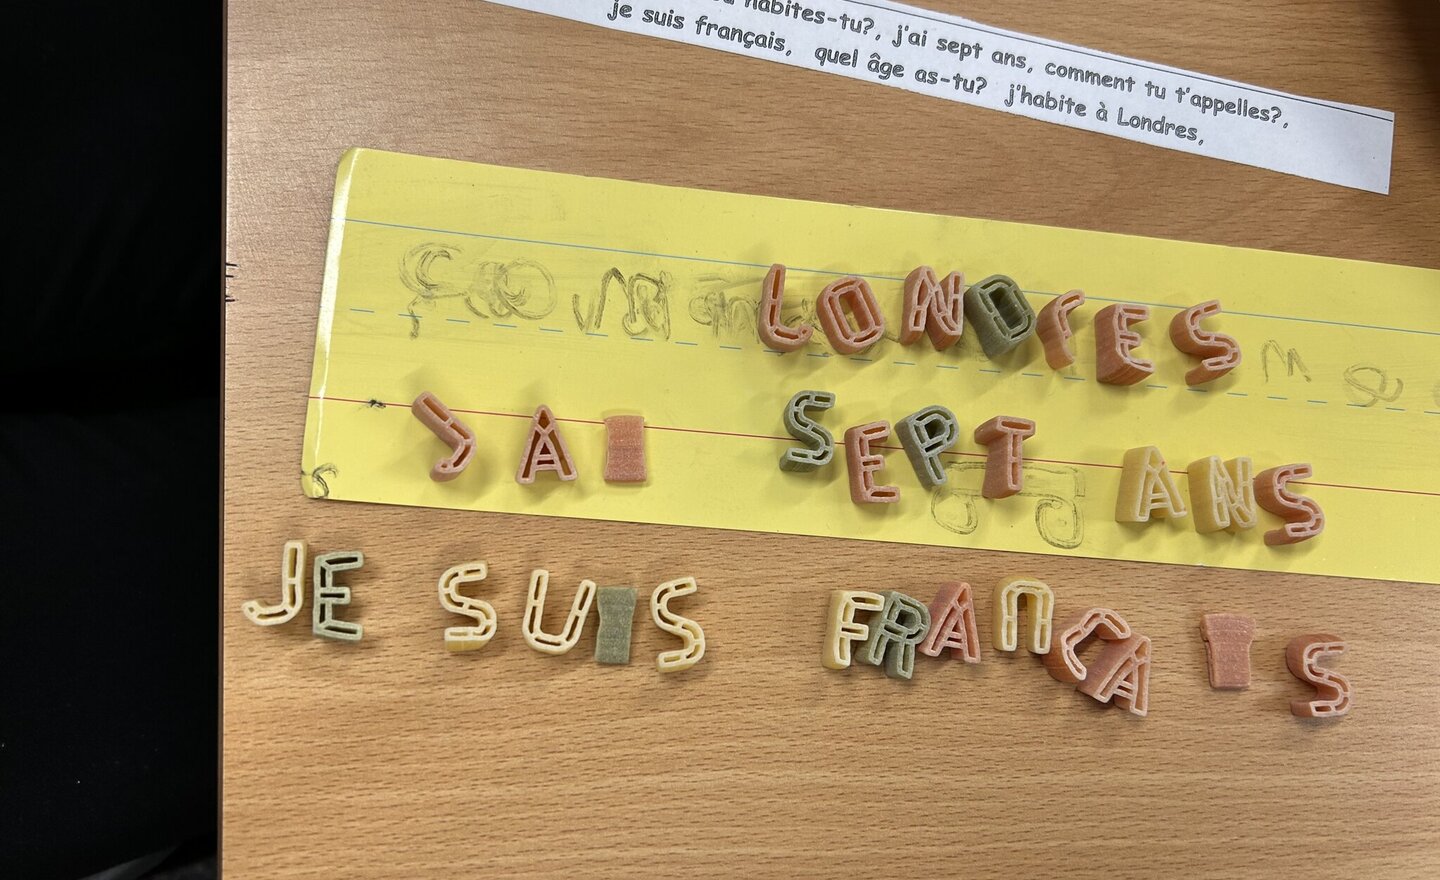 habites-tu?, j'ai sept ans, comment tu t'appelles?,
je suis français, quel âge as-tu? j'habite à Londres,
LONDrES
JAI SEPT ANS
JE SUIS FRANCAIS